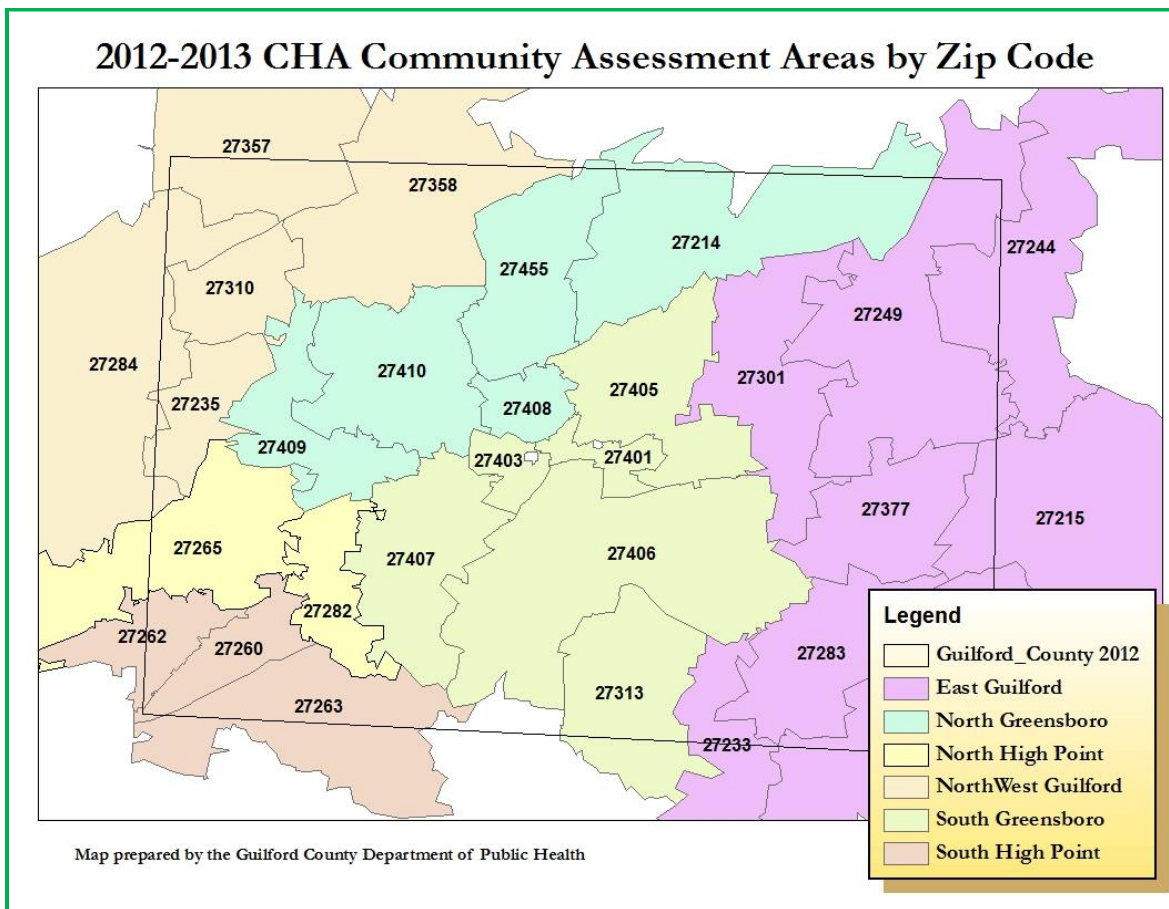 2012-2013 CHA Community Assessment Areas by Zip Code
27357
27358
27244
27214
27455
27310
27249
27284
27410
27301
27405
27235
27408
27409
27403
27401
27377
27215
27265
27407
27406
27282
27262
27260
27283
27313
27263
27233
Legend
Guilford_County 2012
East Guilford
North Greensboro
North High Point
NorthWest Guilford
South Greensboro
South High Point
Map prepared by the Guilford County Department of Public Health